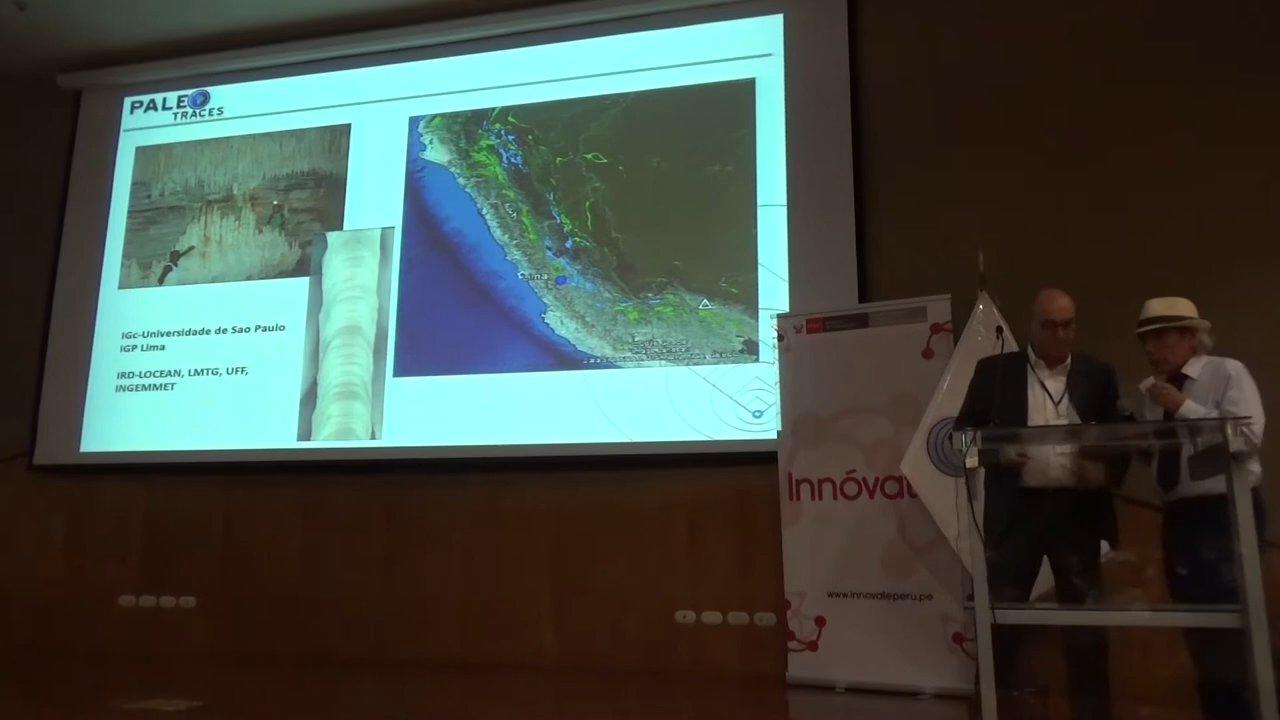 PALEO
TRACES
IGc-Universidade de Sao Paulo
IGP Lima
IRD-LOCEAN, LMTG, UFF,
INGEMMET
Lima
Innóvat
www.innovateperu.pe